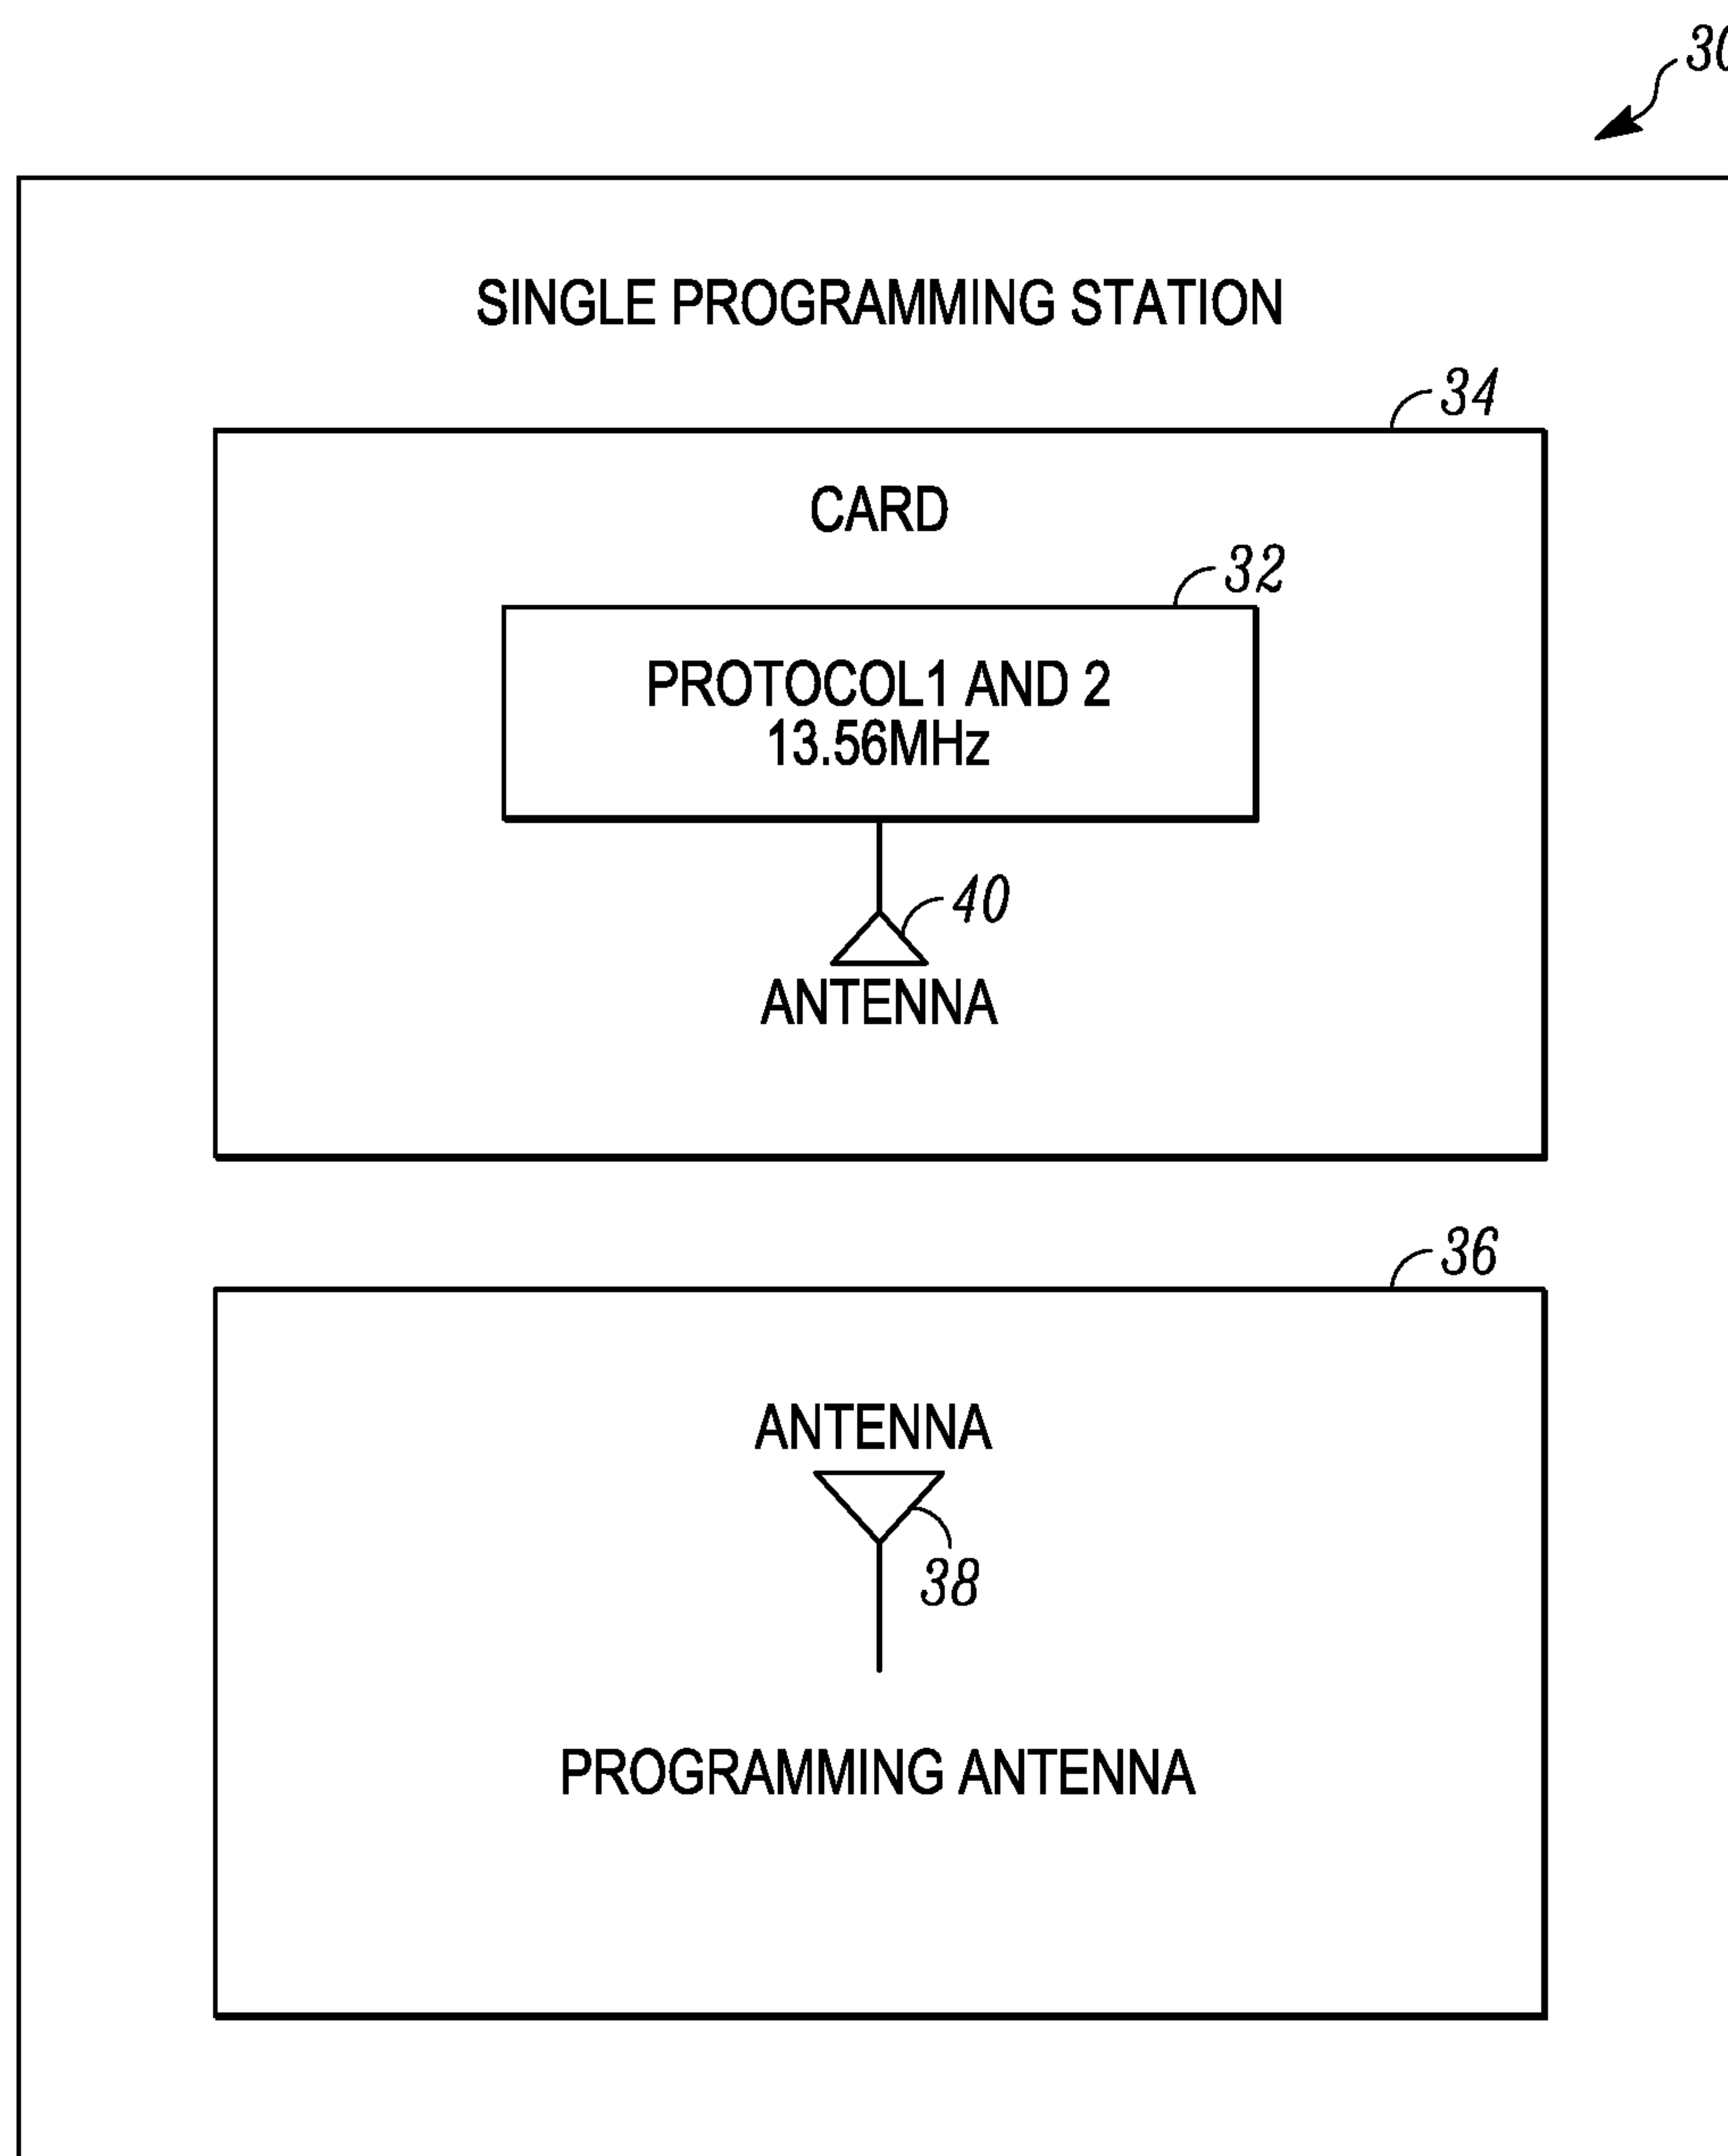 30
SINGLE PROGRAMMING STATION
34
CARD
32
PROTOCOL1 AND 2
13.56MHz
40
ANTENNA
36
ANTENNA
38
PROGRAMMING ANTENNA